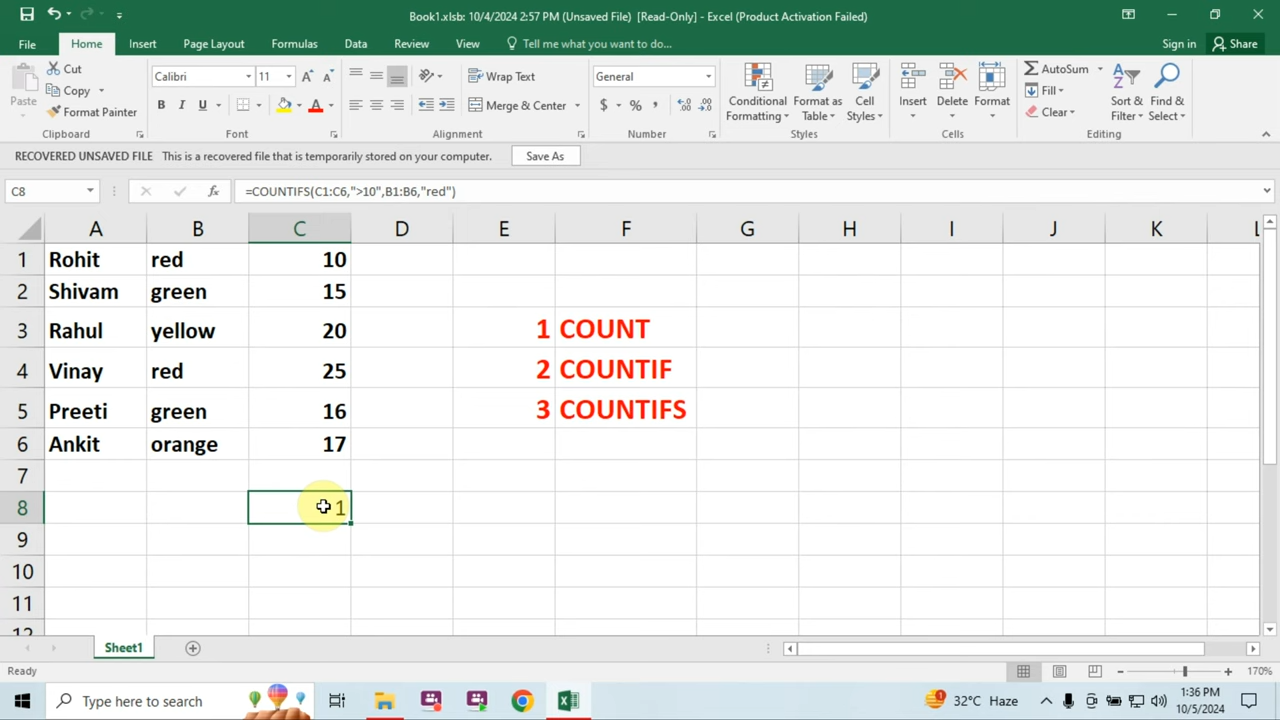 Book1.xlsb: 10/4/2024 2:57 PM (Unsaved File) [Read-Only] - Excel (Product Activation Failed)
File Home Insert Page Layout Formulas Data Review View Tell me what you want to do... Sign in Share
Paste
Cut
Copy
Format Painter
Clipboard
Calibri 11
B I U A
Font
Wrap Text
Merge & Center
Alignment
General
$ % ,
Number
Conditional Formatting
Format as Table
Cell Styles
Styles
Insert
Delete
Format
Cells
AutoSum
Fill
Clear
Sort & Filter
Find & Select
Editing
RECOVERED UNSAVED FILE This is a recovered file that is temporarily stored on your computer. Save As
C8 fx =COUNTIFS(C1:C6,">10",B1:B6,"red")
A B C D E F G H I J K L
1 Rohit red 10
2 Shivam green 15
3 Rahul yellow 20 1 COUNT
4 Vinay red 25 2 COUNTIF
5 Preeti green 16 3 COUNTIFS
6 Ankit orange 17
7
8 1
9
10
11
12
Sheet1
Ready 170%
Type here to search 32°C Haze 1:36 PM
10/5/2024